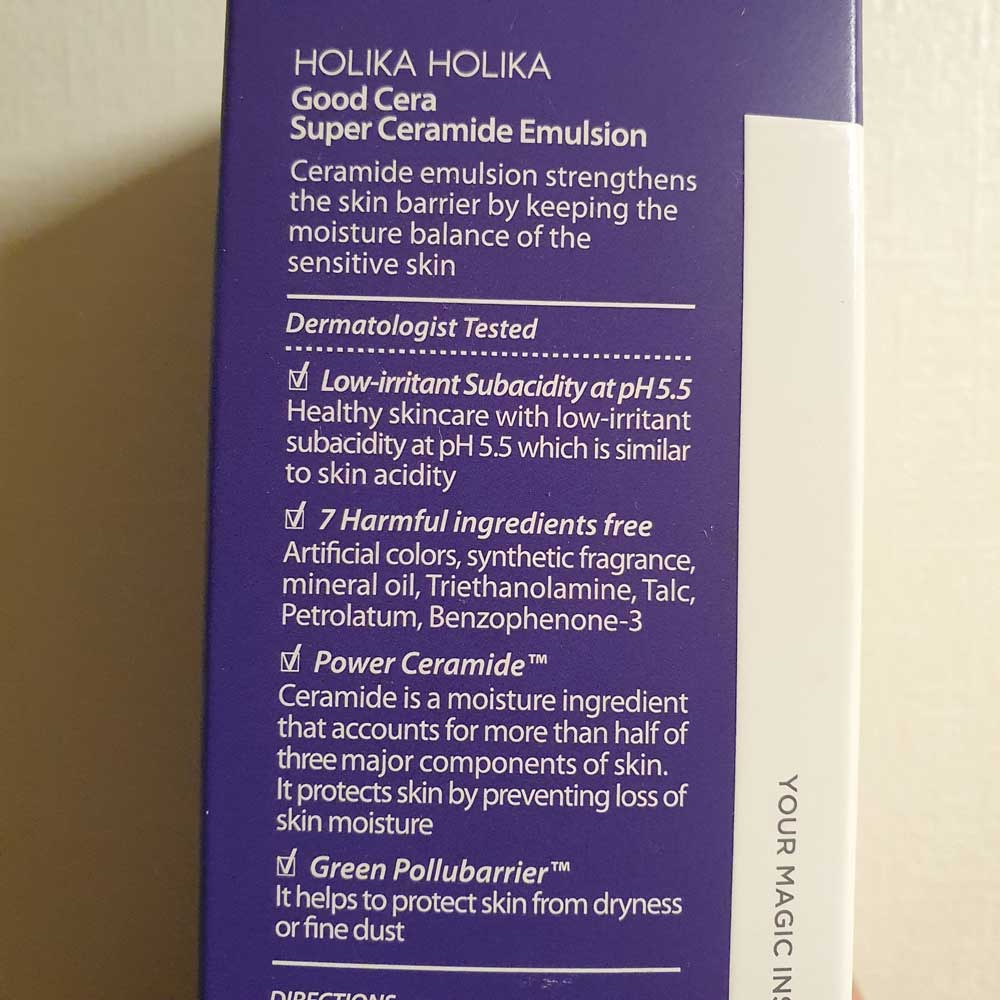 HOLIKA HOLIKA
Good Cera
Super Ceramide Emulsion
Ceramide emulsion strengthens
the skin barrier by keeping the
moisture balance of the
sensitive skin
Dermatologist Tested
☑ Low-irritant Subacidity at pH 5.5
Healthy skincare with low-irritant
subacidity at pH 5.5 which is similar
to skin acidity
☑ 7 Harmful ingredients free
Artificial colors, synthetic fragrance,
mineral oil, Triethanolamine, Talc,
Petrolatum, Benzophenone-3
☑ Power Ceramide™
Ceramide is a moisture ingredient
that accounts for more than half of
three major components of skin.
It protects skin by preventing loss of
skin moisture
☑ Green Pollubarrier™
It helps to protect skin from dryness
or fine dust
DIRECTIONS
YOUR MAGIC INS